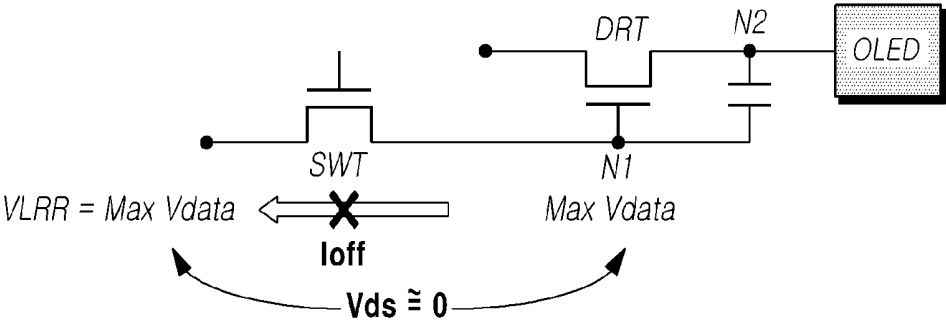 DRT
N2
OLED
SWT
N1
VLRR = Max Vdata
Max Vdata
Ioff
Vds ≅ 0